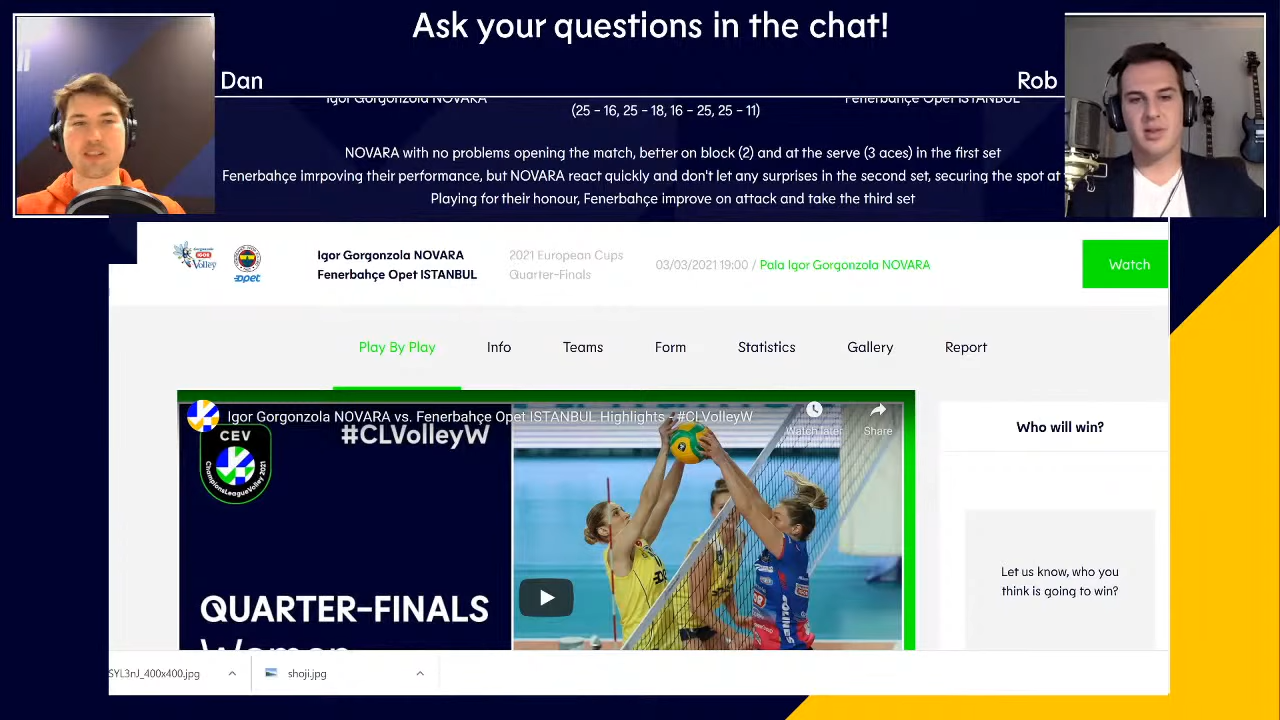 Ask your questions in the chat!
Dan
Rob
Igor Gorgonzola NOVARA
Fenerbahçe Opet ISTANBUL
(25 - 16, 25 - 18, 16 - 25, 25 - 11)
NOVARA with no problems opening the match, better on block (2) and at the serve (3 aces) in the first set
Fenerbahçe imrpoving their performance, but NOVARA react quickly and don't let any surprises in the second set, securing the spot at
Playing for their honour, Fenerbahçe improve on attack and take the third set
Igor Gorgonzola NOVARA
Fenerbahçe Opet ISTANBUL
2021 European Cups
Quarter-Finals
03/03/2021 19:00 / Pala Igor Gorgonzola NOVARA
Watch
Volley
opet
Play By Play
Info
Teams
Form
Statistics
Gallery
Report
Igor Gorgonzola NOVARA vs. Fenerbahçe Opet ISTANBUL Highlights - #CLVolleyW
Watch later
Share
CEV
ChampionsLeagueVolley 2021
#CLVolleyW
QUARTER-FINALS
Women
Who will win?
Let us know, who you
think is going to win?
SYL3nJ_400x400.jpg
shoji.jpg